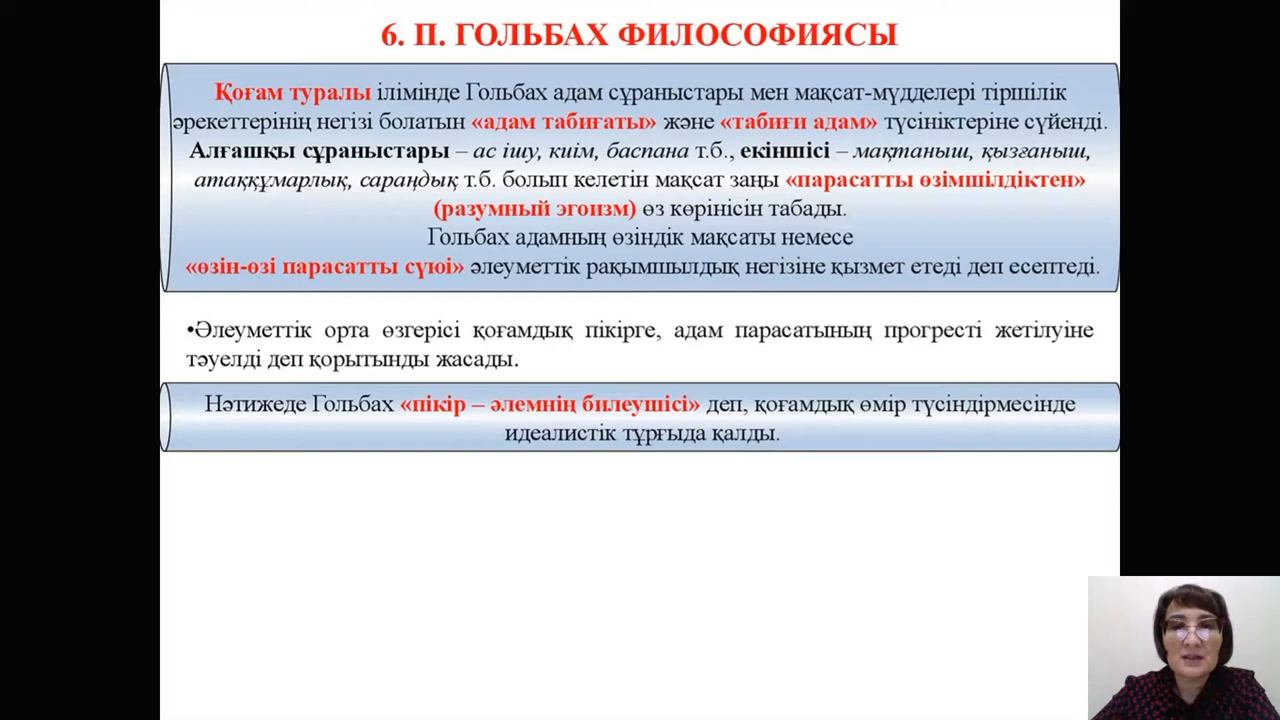 6. П. ГОЛЬБАХ ФИЛОСОФИЯСЫ
Қоғам туралы ілімінде Гольбах адам сұраныстары мен мақсат-мүдделері тіршілік
әрекеттерінің негізі болатын «адам табиғаты» және «табиғи адам» түсініктеріне сүйенді.
Алғашқы сұраныстары – ас ішу, киім, баспана т.б., екіншісі – мақтаныш, қызғаныш,
атаққұмарлық, сараңдық т.б. болып келетін мақсат заңы «парасатты өзімшілдіктен»
(разумный эгоизм) өз көрінісін табады.
Гольбах адамның өзіндік мақсаты немесе
«өзін-өзі парасатты сүюі» әлеуметтік рақымшылдық негізіне қызмет етеді деп есептеді.
•Әлеуметтік орта өзгерісі қоғамдық пікірге, адам парасатының прогресті жетілуіне
тәуелді деп қорытынды жасады.
Нәтижеде Гольбах «пікір – әлемнің билеушісі» деп, қоғамдық өмір түсіндірмесінде
идеалистік тұрғыда қалды.